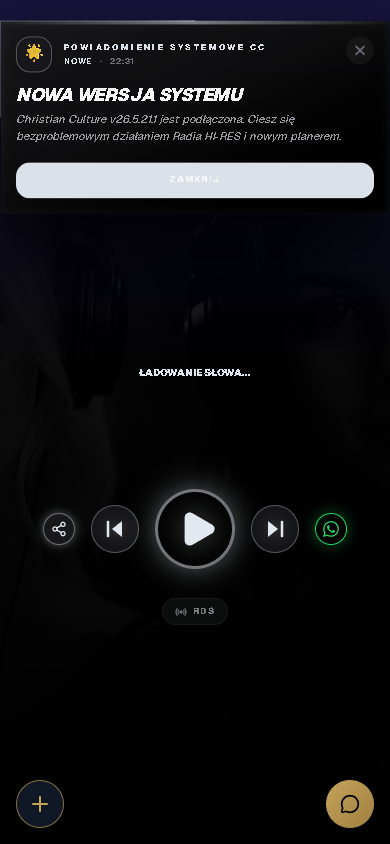 POWIADOMIENIE SYSTEMOWE CC
NOWE • 22:31
NOWA WERSJA SYSTEMU
Christian Culture v26.5.21.1 jest podłączona. Ciesz się
bezproblemowym działaniem Radia HI-RES i nowym planerem.
ZAMKNIJ
ŁADOWANIE SŁOWA...
RDS